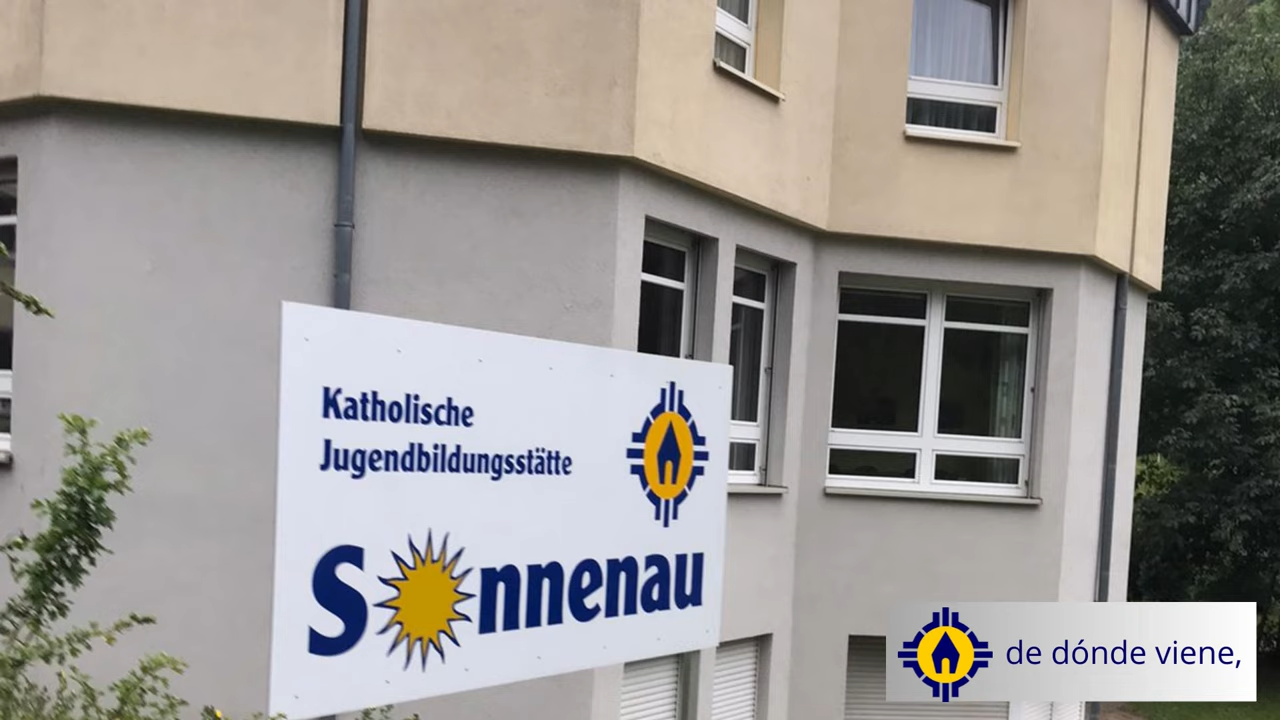 Katholische
Jugendbildungsstätte
Sonnenau
de dónde viene,